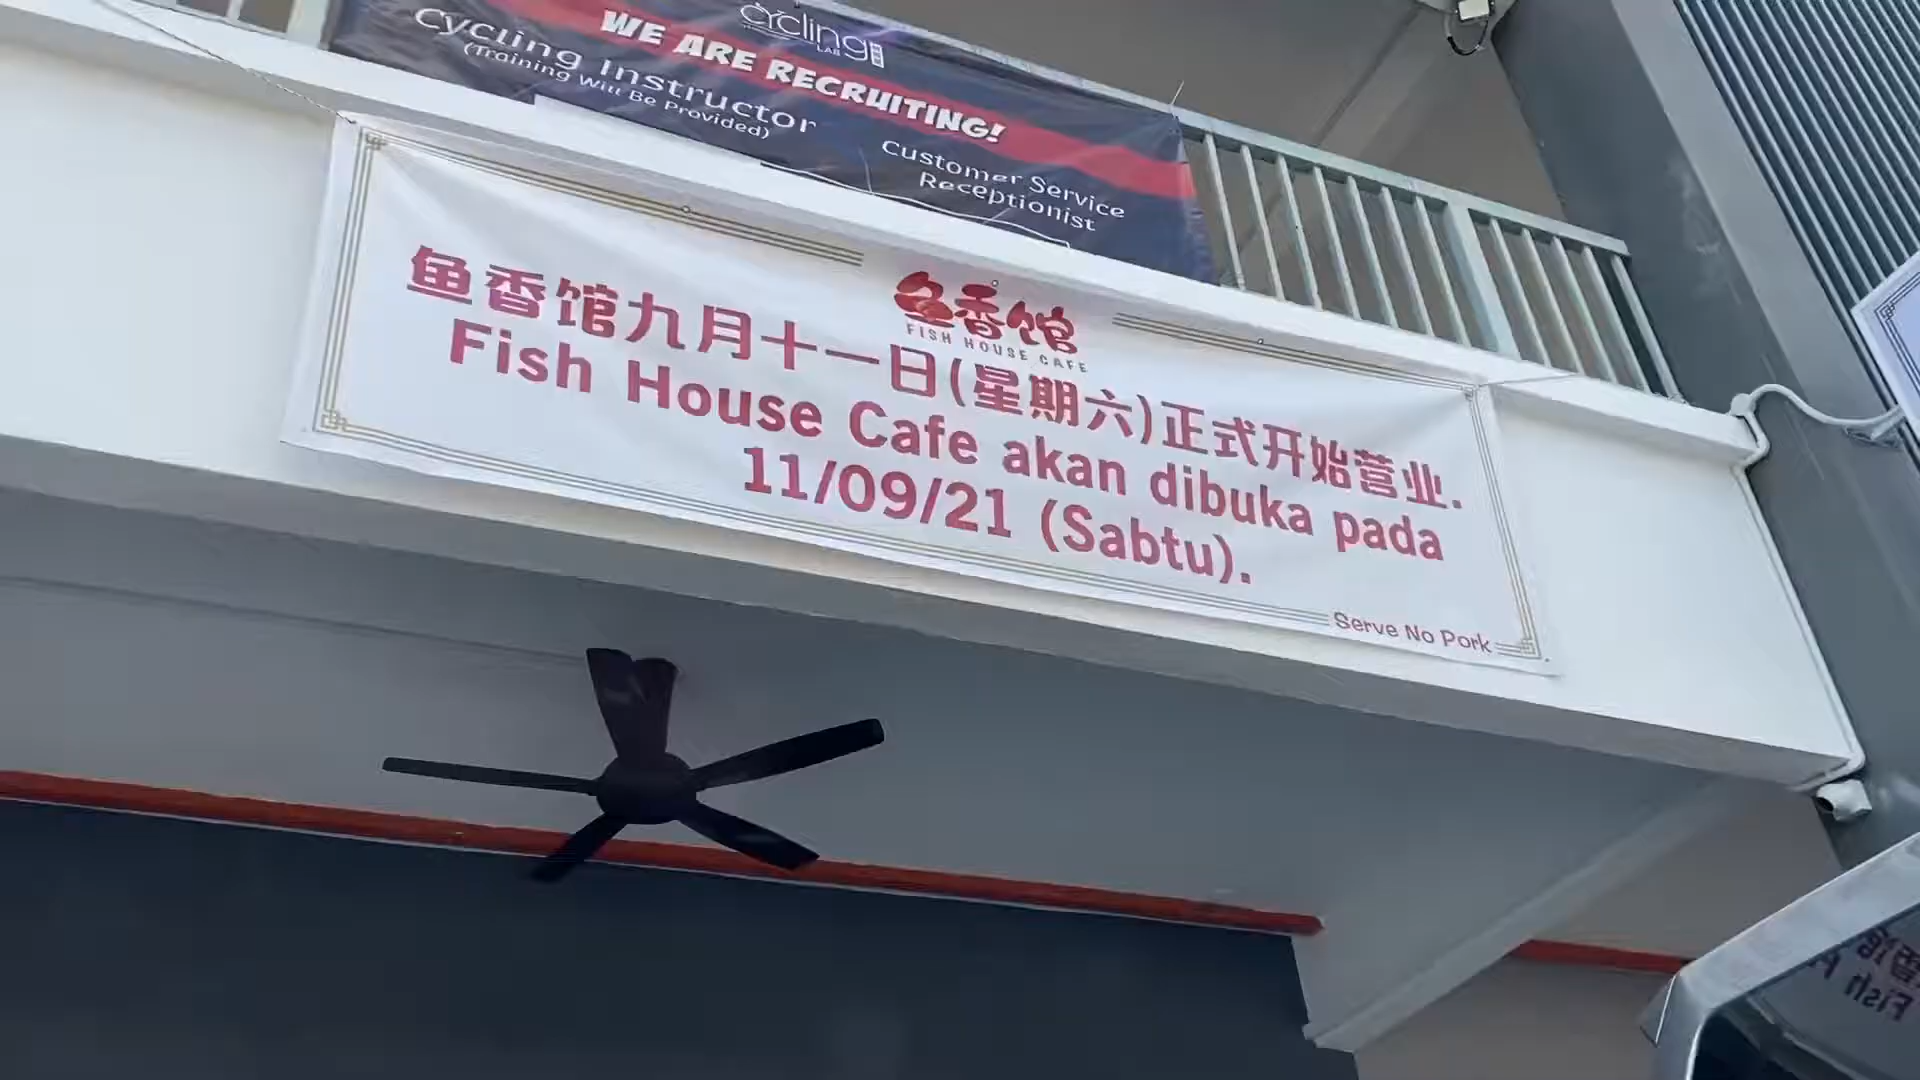 cycling
LAB
WE ARE RECRUITING!
Cycling Instructor
(Training Will Be Provided)
Customer Service
Receptionist
鱼香馆
FISH HOUSE CAFE
鱼香馆九月十一日(星期六)正式开始营业.
Fish House Cafe akan dibuka pada
11/09/21 (Sabtu).
Serve No Pork